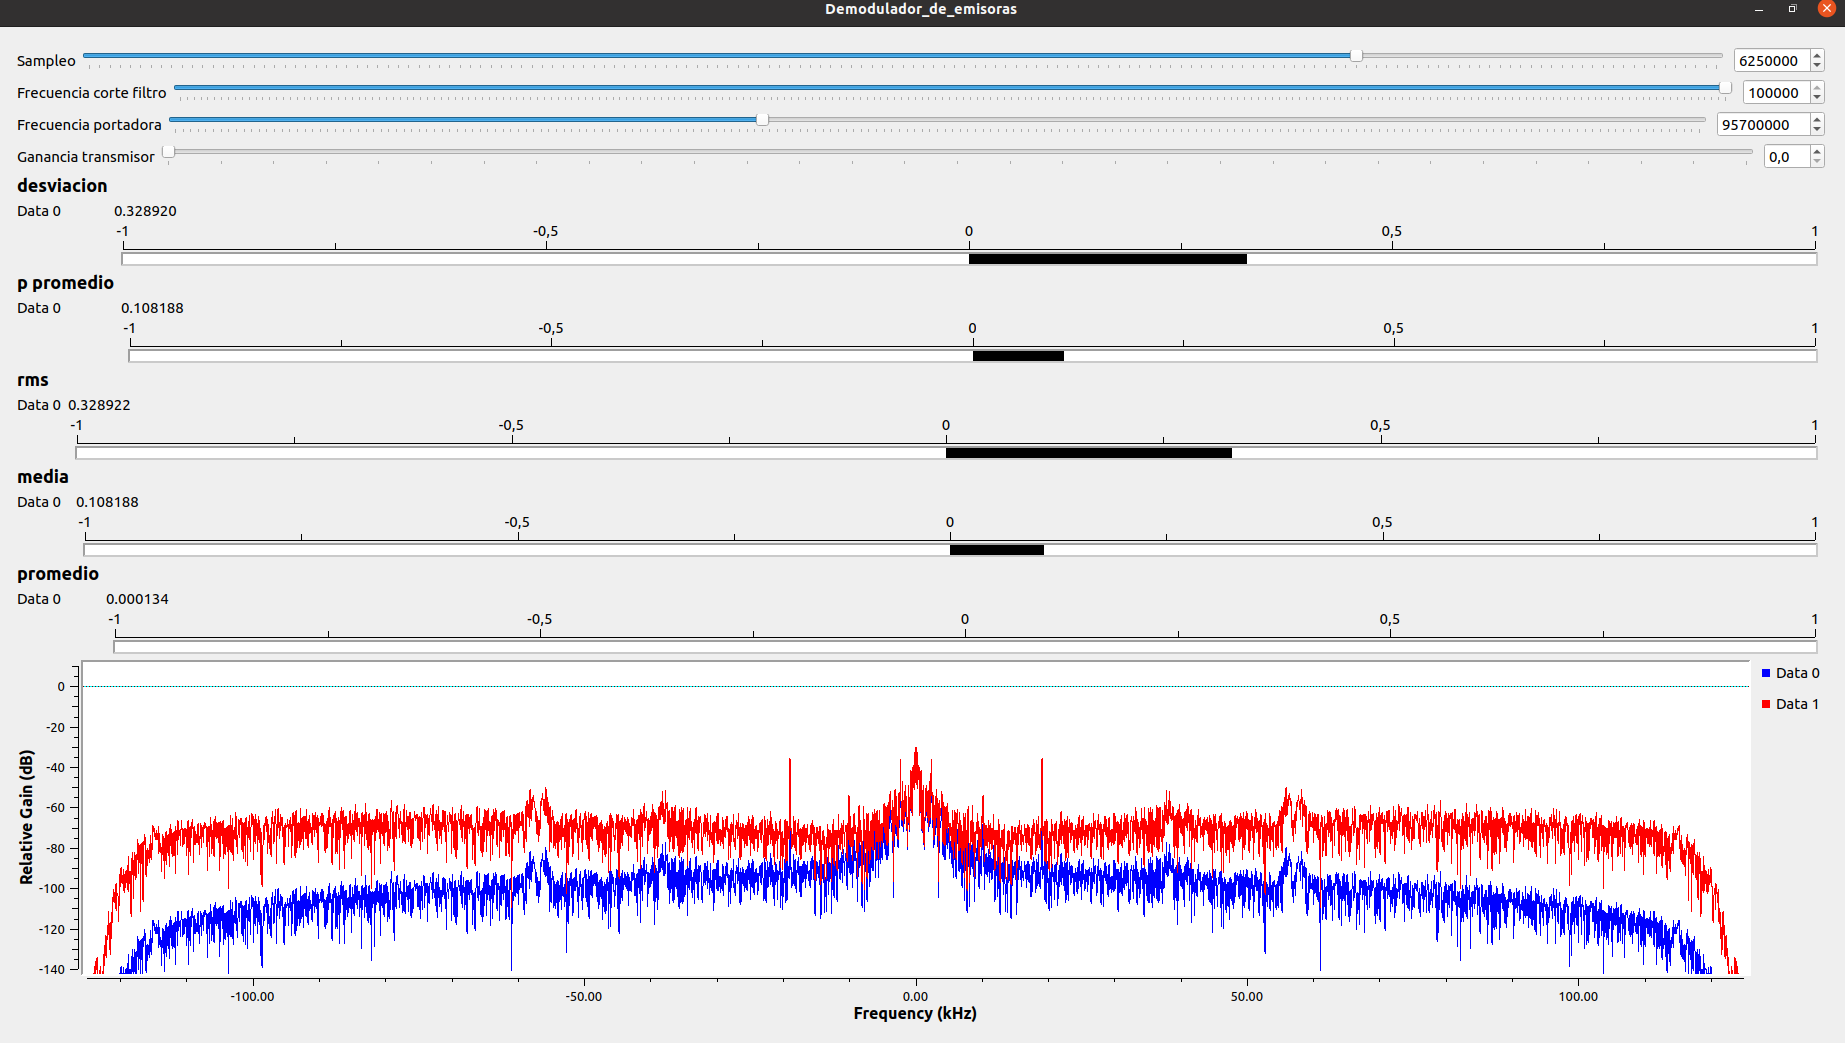 Demodulador_de_emisoras
Sampleo 6250000
Frecuencia corte filtro 100000
Frecuencia portadora 95700000
Ganancia transmisor 0,0
desviacion
Data 0 0.328920
-1 -0,5 0 0,5 1
p promedio
Data 0 0.108188
-1 -0,5 0 0,5 1
rms
Data 0 0.328922
-1 -0,5 0 0,5 1
media
Data 0 0.108188
-1 -0,5 0 0,5 1
promedio
Data 0 0.000134
-1 -0,5 0 0,5 1
Data 0
Data 1
Relative Gain (dB)
0
-20
-40
-60
-80
-100
-120
-140
-100.00 -50.00 0.00 50.00 100.00
Frequency (kHz)